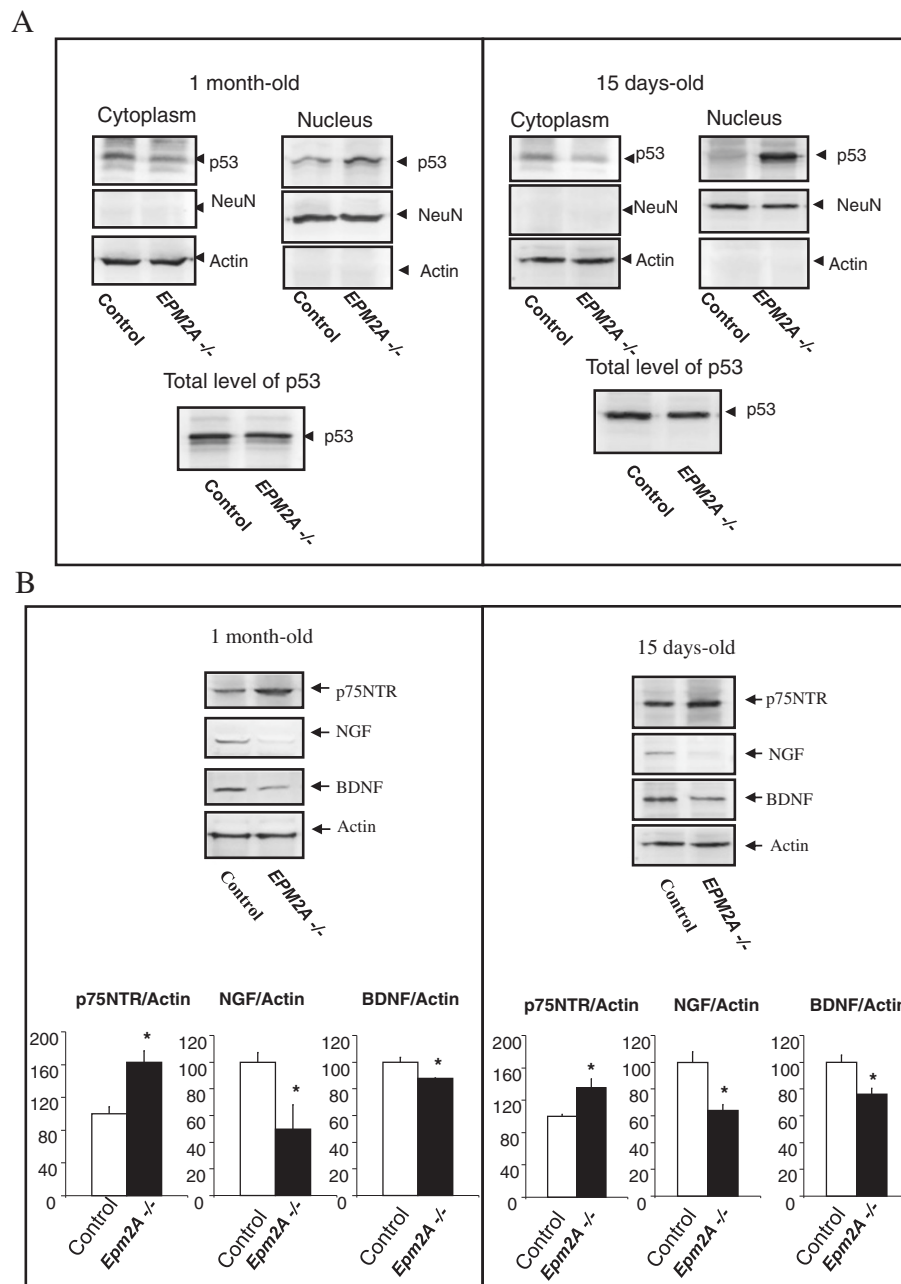 A
1 month-old
Cytoplasm
Nucleus
p53
p53
NeuN
NeuN
Actin
Actin
Control
EPM2A -/-
Control
EPM2A -/-
Total level of p53
p53
Control
EPM2A -/-
15 days-old
Cytoplasm
Nucleus
p53
p53
NeuN
NeuN
Actin
Actin
Control
EPM2A -/-
Control
EPM2A -/-
Total level of p53
p53
Control
EPM2A -/-
B
1 month-old
p75NTR
NGF
BDNF
Actin
Control
EPM2A -/-
p75NTR/Actin
200
160
120
80
40
0
*
Control
Epm2A -/-
NGF/Actin
120
100
80
60
40
20
0
*
Control
Epm2A -/-
BDNF/Actin
120
100
80
60
40
20
0
*
Control
Epm2A -/-
15 days-old
p75NTR
NGF
BDNF
Actin
Control
EPM2A -/-
p75NTR/Actin
200
160
120
80
40
0
*
Control
Epm2A -/-
NGF/Actin
120
100
80
60
40
20
0
*
Control
Epm2A -/-
BDNF/Actin
120
100
80
60
40
20
0
*
Control
Epm2A -/-